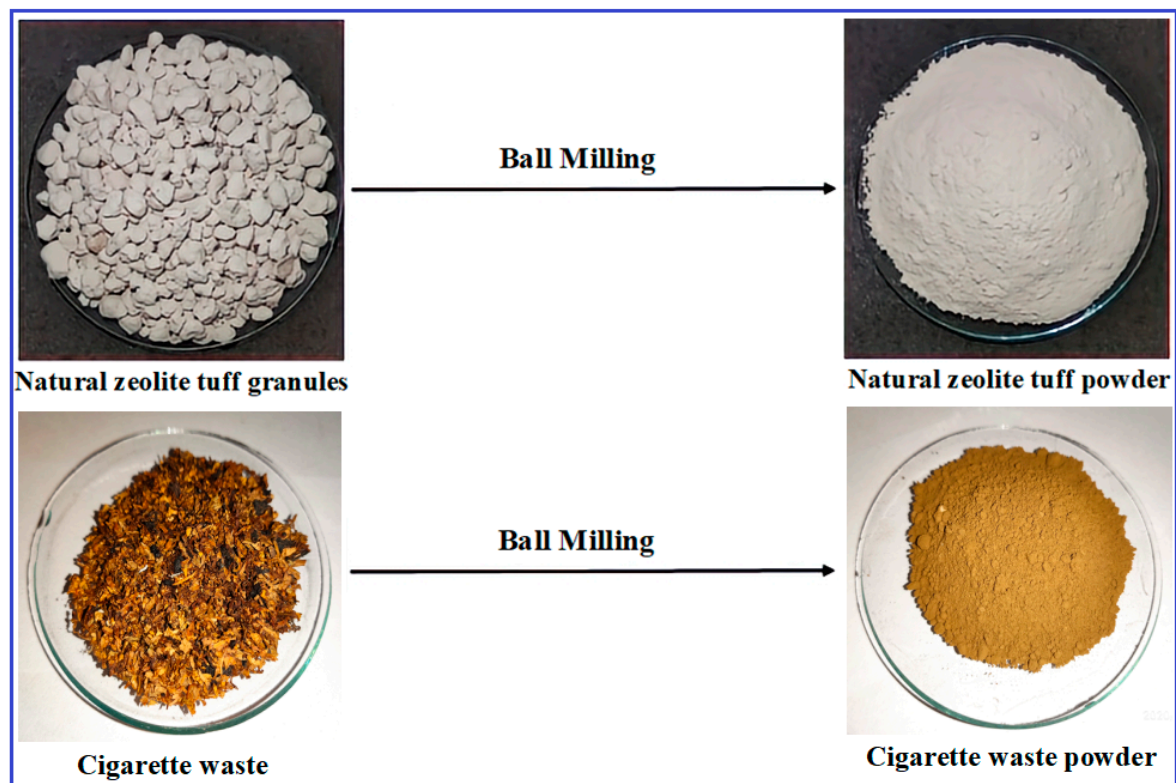 Ball Milling
Natural zeolite tuff granules
Natural zeolite tuff powder
Ball Milling
Cigarette waste
Cigarette waste powder